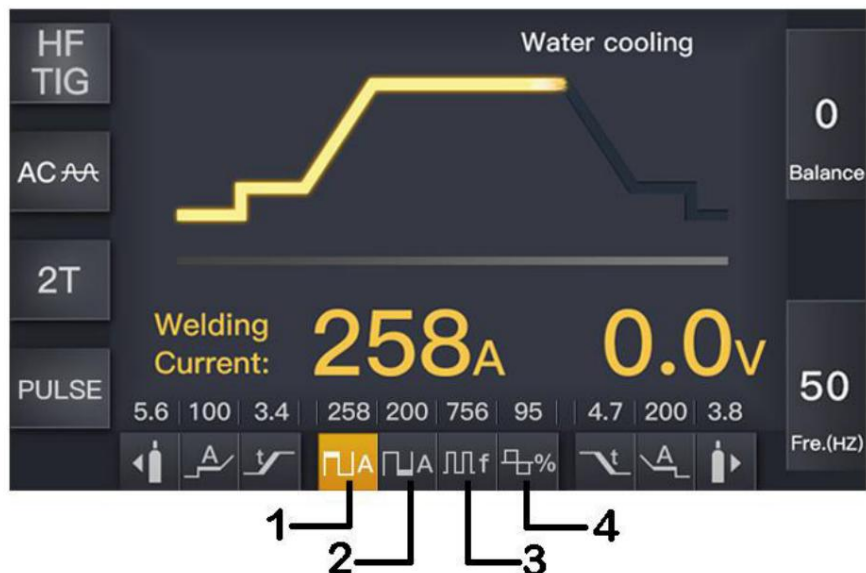 HF
TIG
Water cooling
0
Balance
AC
2T
Welding
Current:
258A
0.0V
PULSE
50
Fre.(HZ)
5.6 100 3.4 258 200 756 95 4.7 200 3.8
A t A A f % t A
1 2 3 4